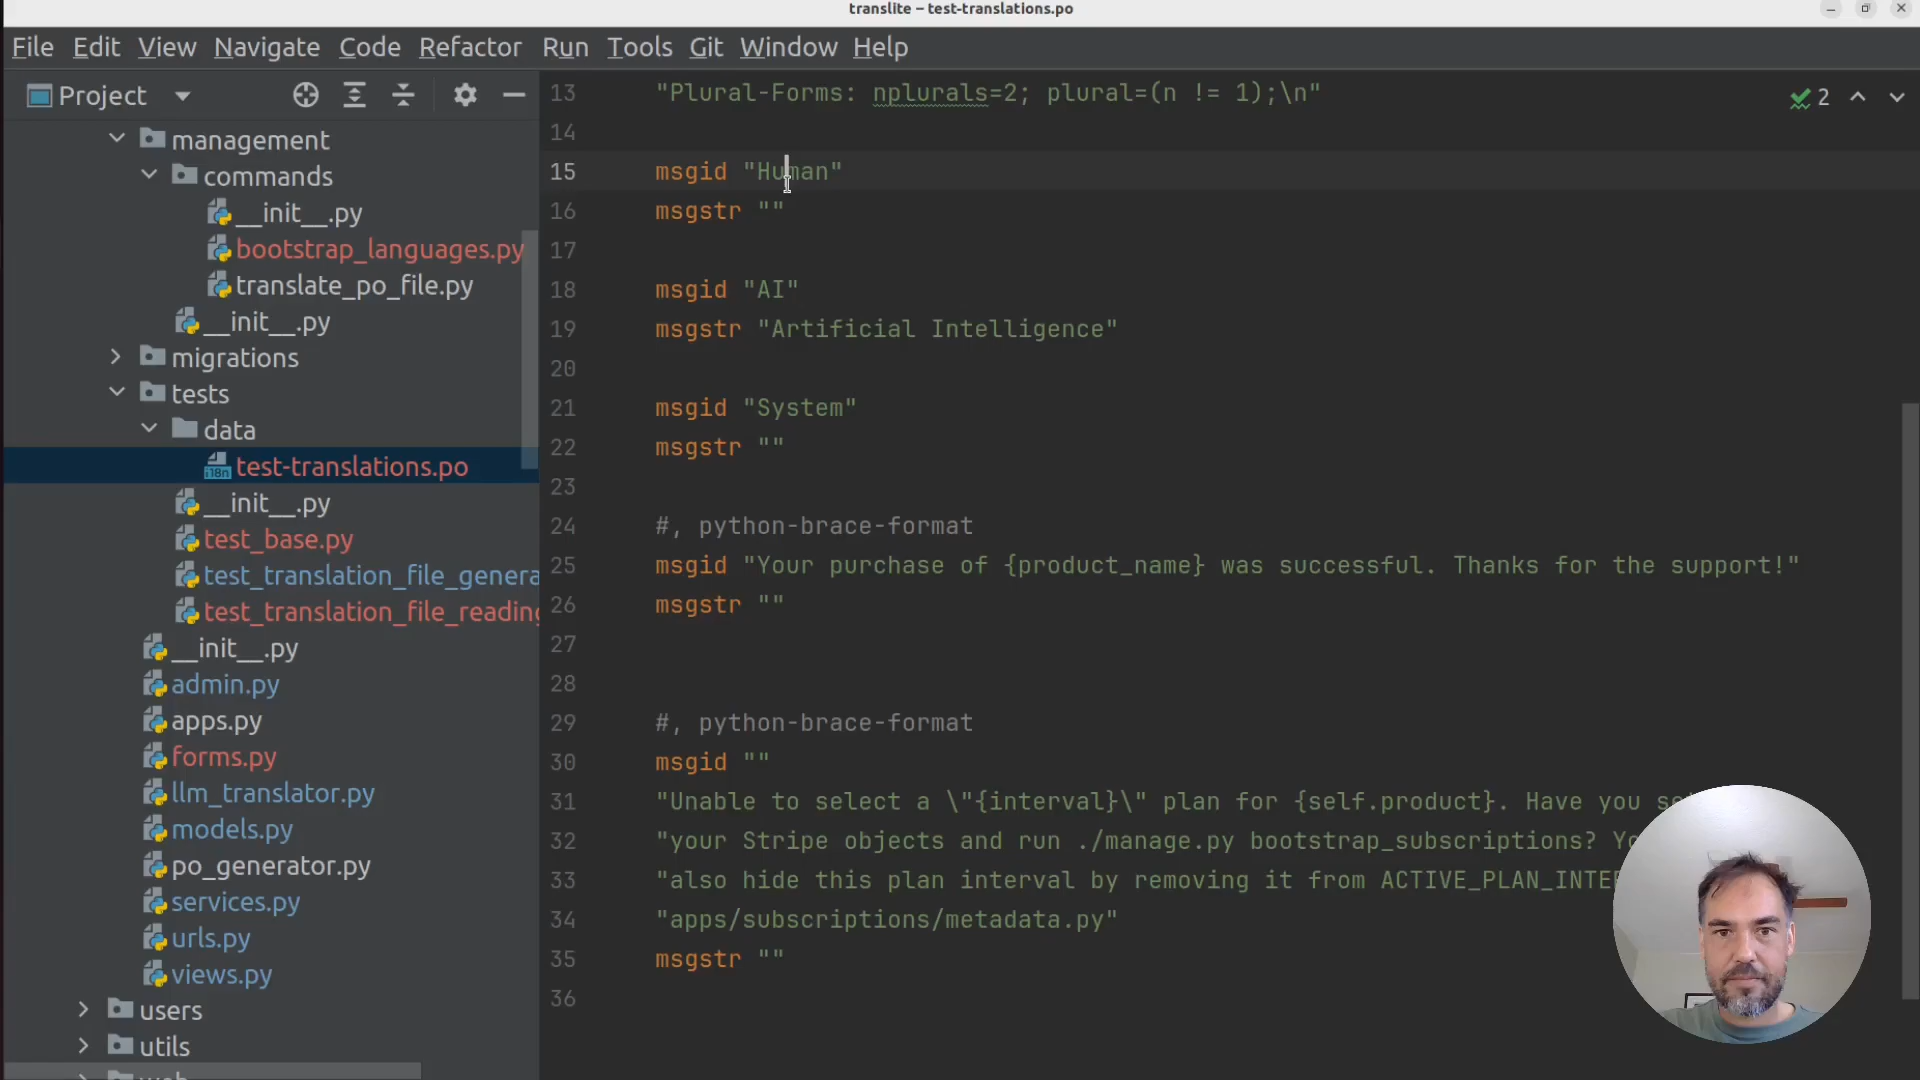 translite – test-translations.po
File Edit View Navigate Code Refactor Run Tools Git Window Help
Project
management
commands
__init__.py
bootstrap_languages.py
translate_po_file.py
__init__.py
migrations
tests
data
test-translations.po
__init__.py
test_base.py
test_translation_file_genera
test_translation_file_reading
__init__.py
admin.py
apps.py
forms.py
llm_translator.py
models.py
po_generator.py
services.py
urls.py
views.py
users
utils
2
13 "Plural-Forms: nplurals=2; plural=(n != 1);\n"
14
15 msgid "Human"
16 msgstr ""
17
18 msgid "AI"
19 msgstr "Artificial Intelligence"
20
21 msgid "System"
22 msgstr ""
23
24 #, python-brace-format
25 msgid "Your purchase of {product_name} was successful. Thanks for the support!"
26 msgstr ""
27
28
29 #, python-brace-format
30 msgid ""
31 "Unable to select a \"{interval}\" plan for {self.product}. Have you
32 "your Stripe objects and run ./manage.py bootstrap_subscriptions?
33 "also hide this plan interval by removing it from
34 "apps/subscriptions/metadata.py"
35 msgstr ""
36